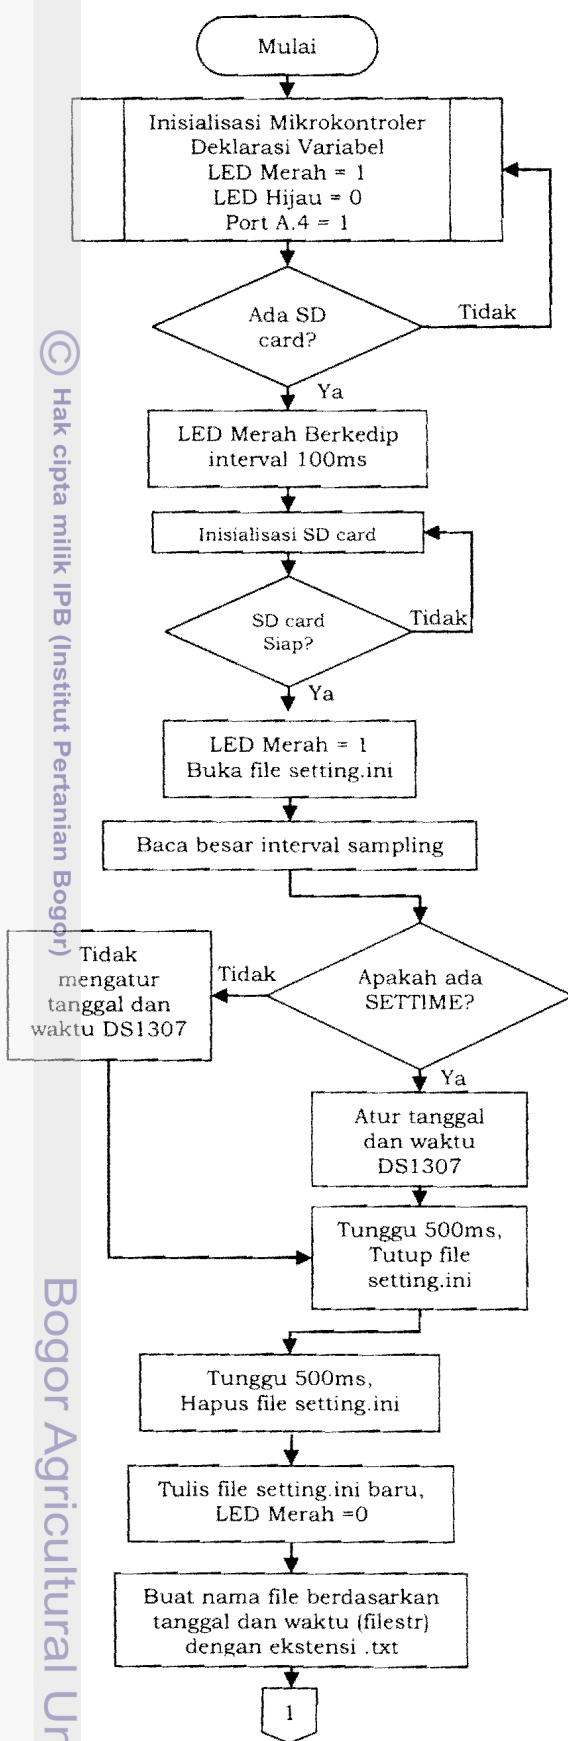 Mulai
Inisialisasi Mikrokontroler
Deklarasi Variabel
LED Merah = 1
LED Hijau = 0
Port A.4 = 1
Ada SD
card?
Tidak
Ya
LED Merah Berkedip
interval 100ms
Inisialisasi SD card
SD card
Siap?
Tidak
Ya
LED Merah = 1
Buka file setting.ini
Baca besar interval sampling
Apakah ada
SETTIME?
Tidak
Tidak
mengatur
tanggal dan
waktu DS1307
Ya
Atur tanggal
dan waktu
DS1307
Tunggu 500ms,
Tutup file
setting.ini
Tunggu 500ms,
Hapus file setting.ini
Tulis file setting.ini baru,
LED Merah =0
Buat nama file berdasarkan
tanggal dan waktu (filestr)
dengan ekstensi .txt
1
© Hak cipta milik IPB (Institut Pertanian Bogor)
Bogor Agricultural